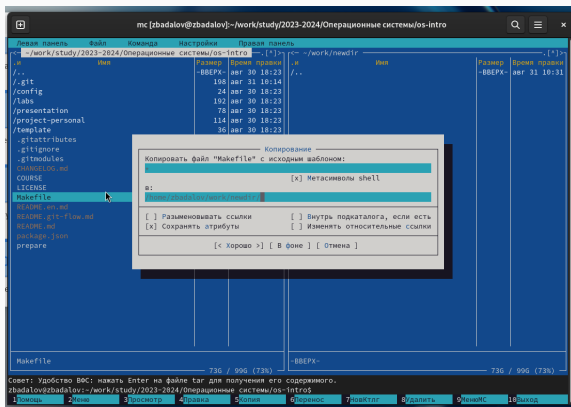 mc [zbadalov@zbadalov]:~/work/study/2023-2024/Операционные системы/os-intro
Левая панель Файл Команда Настройки Правая панель
<- ~/work/study/2023-2024/Операционные системы/os-intro .[^]> <- ~/work/newdir .[^]>
.и Имя Размер Время правки .и Имя Размер Время правки
/.. -ВВЕРХ- авг 30 18:23 /.. -ВВЕРХ- авг 31 10:31
/.git 198 авг 31 10:14
/config 24 авг 30 18:23
/labs 192 авг 30 18:23
/presentation 78 авг 30 18:23
/project-personal 114 авг 30 18:23
/template 36 авг 30 18:23
.gitattributes
.gitignore
.gitmodules
CHANGELOG.md
COURSE
LICENSE
Makefile
README.en.md
README.git-flow.md
README.md
package.json
prepare
Копирование
Копировать файл "Makefile" с исходным шаблоном:
*
[x] Метасимволы shell
в:
/home/zbadalov/work/newdir/
[ ] Разыменовывать ссылки [ ] Внутрь подкаталога, если есть
[x] Сохранять атрибуты [ ] Изменять относительные ссылки
[< Хорошо >] [ В фоне ] [ Отмена ]
Makefile -ВВЕРХ-
73G / 99G (73%) 73G / 99G (73%)
Совет: Удобство ВФС: нажать Enter на файле tar для получения его содержимого.
zbadalov@zbadalov:~/work/study/2023-2024/Операционные системы/os-intro$
1Помощь 2Меню 3Просмотр 4Правка 5Копия 6Перенос 7НовКтлг 8Удалить 9МенюМС 10Выход